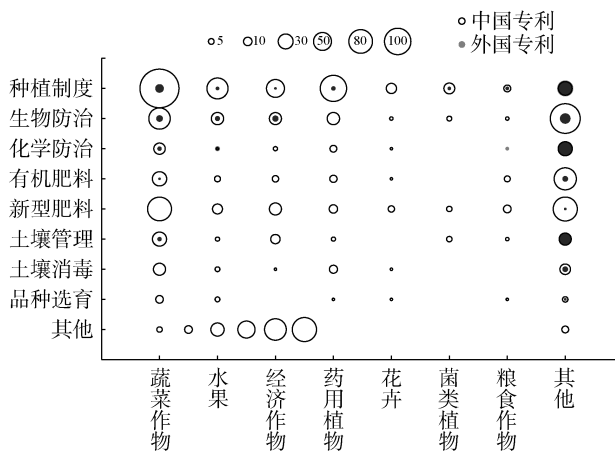 中国专利
5 10 30 50 80 100
外国专利
种植制度
生物防治
化学防治
有机肥料
新型肥料
土壤管理
土壤消毒
品种选育
其他
蔬菜作物
水果
经济作物
药用植物
花卉
菌类植物
粮食作物
其他